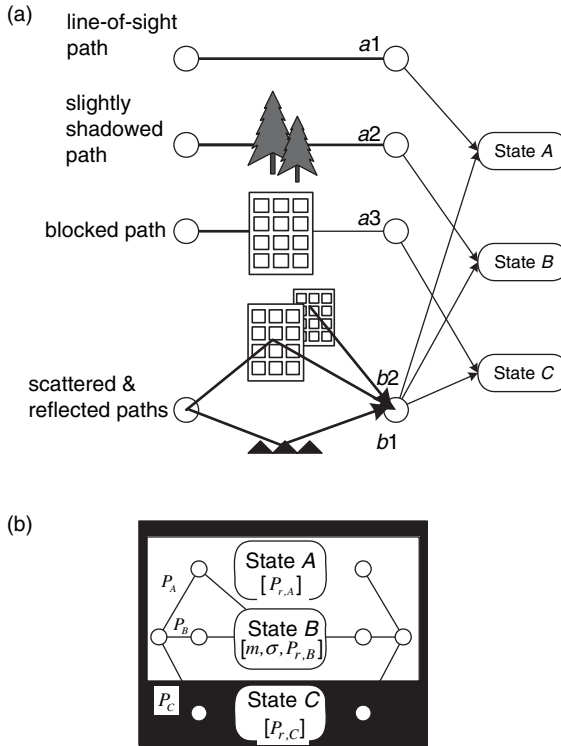 (a)
line-of-sight
path
a1
slightly
shadowed
path
a2
State A
blocked path
a3
State B
scattered &
reflected paths
b2
b1
State C
(b)
State A
[P_{r,A}]
P_A
P_B
State B
[m,σ,P_{r,B}]
P_C
State C
[P_{r,C}]